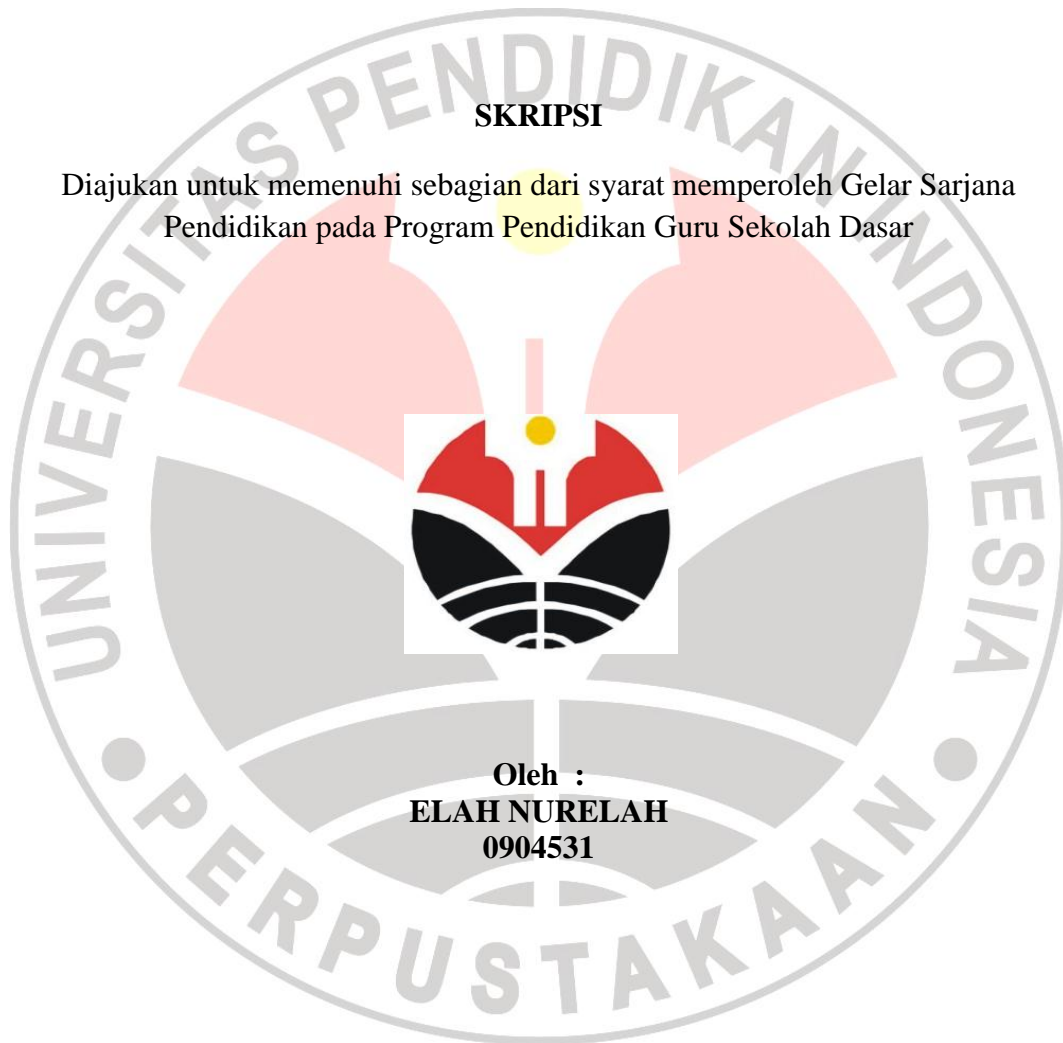 SKRIPSI
Diajukan untuk memenuhi sebagian dari syarat memperoleh Gelar Sarjana
Pendidikan pada Program Pendidikan Guru Sekolah Dasar
Oleh :
ELAH NURELAH
0904531
UNIVERSITAS PENDIDIKAN INDONESIA
PERPUSTAKAAN